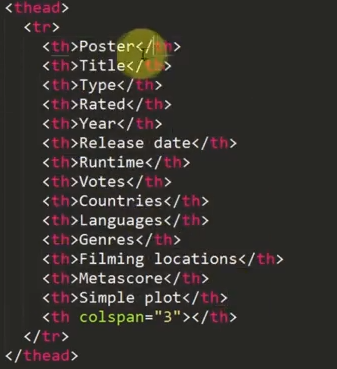 <thead>
<tr>
<th>Poster</th>
<th>Title</th>
<th>Type</th>
<th>Rated</th>
<th>Year</th>
<th>Release date</th>
<th>Runtime</th>
<th>Votes</th>
<th>Countries</th>
<th>Languages</th>
<th>Genres</th>
<th>Filming locations</th>
<th>Metascore</th>
<th>Simple plot</th>
<th colspan="3"></th>
</tr>
</thead>